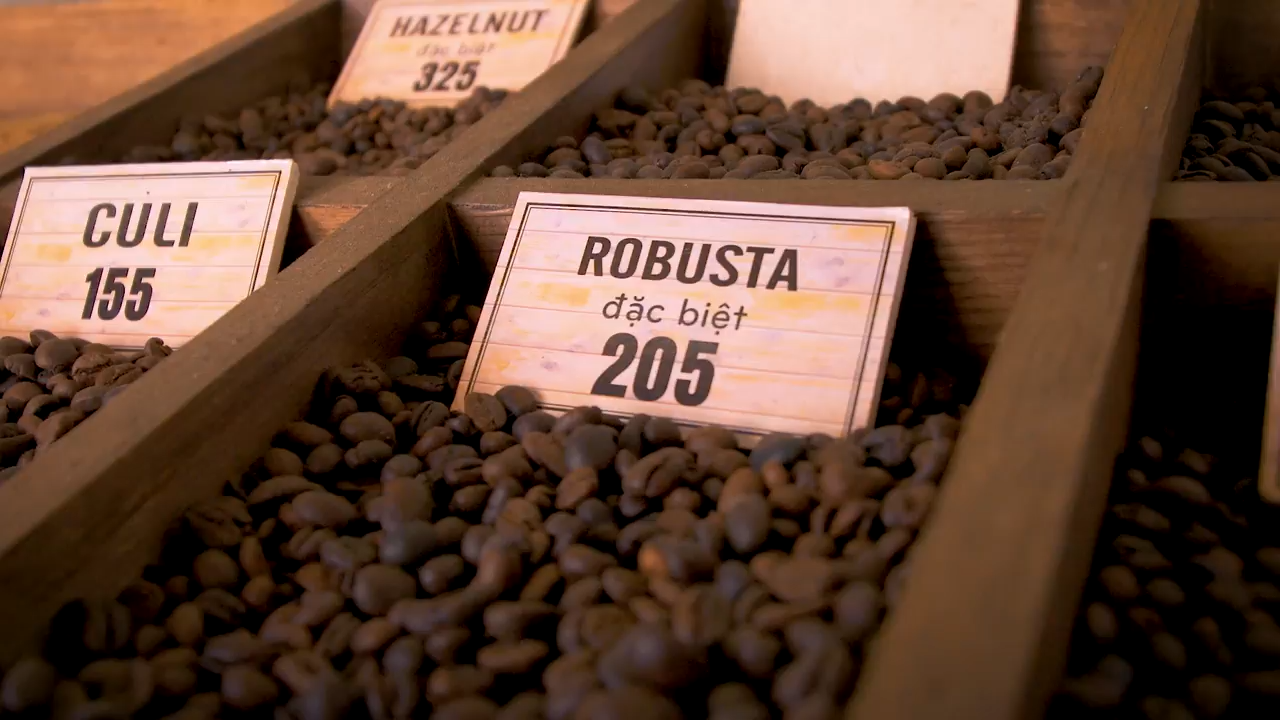 HAZELNUT
đặc biệt
325
CULI
155
ROBUSTA
đặc biệt
205